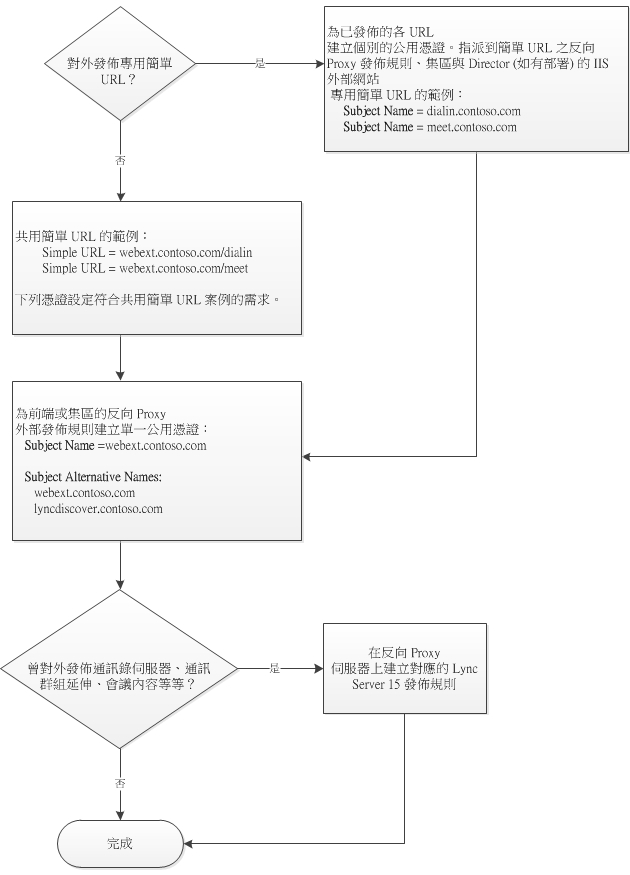 對外發佈專用簡單
URL？
是
為已發佈的各 URL
建立個別的公用憑證。指派到簡單 URL 之反向
Proxy 發佈規則、集區與 Director (如有部署) 的 IIS
外部網站
專用簡單 URL 的範例：
Subject Name = dialin.contoso.com
Subject Name = meet.contoso.com
否
共用簡單 URL 的範例：
Simple URL = webext.contoso.com/dialin
Simple URL = webext.contoso.com/meet
下列憑證設定符合共用簡單 URL 案例的需求。
為前端或集區的反向 Proxy
外部發佈規則建立單一公用憑證：
Subject Name =webext.contoso.com
Subject Alternative Names:
webext.contoso.com
lyncdiscover.contoso.com
曾對外發佈通訊錄伺服器、通訊
群組延伸、會議內容等等？
是
在反向 Proxy
伺服器上建立對應的 Lync
Server 15 發佈規則
否
完成